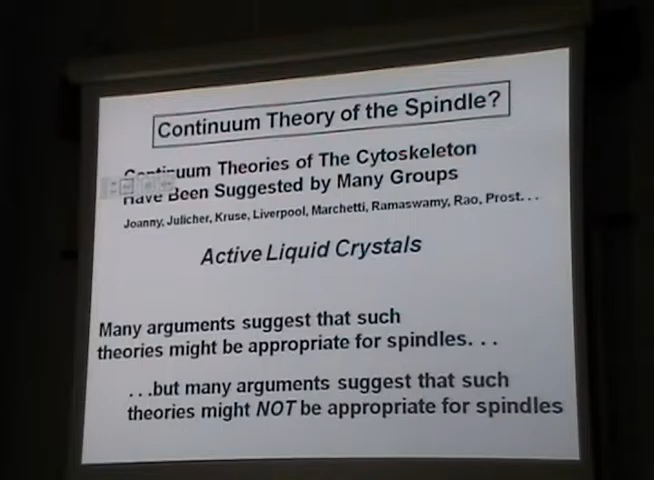 Continuum Theory of the Spindle?
Continuum Theories of The Cytoskeleton
Have Been Suggested by Many Groups
Joanny, Julicher, Kruse, Liverpool, Marchetti, Ramaswamy, Rao, Prost. . .
Active Liquid Crystals
Many arguments suggest that such
theories might be appropriate for spindles. . .
. . .but many arguments suggest that such
theories might NOT be appropriate for spindles